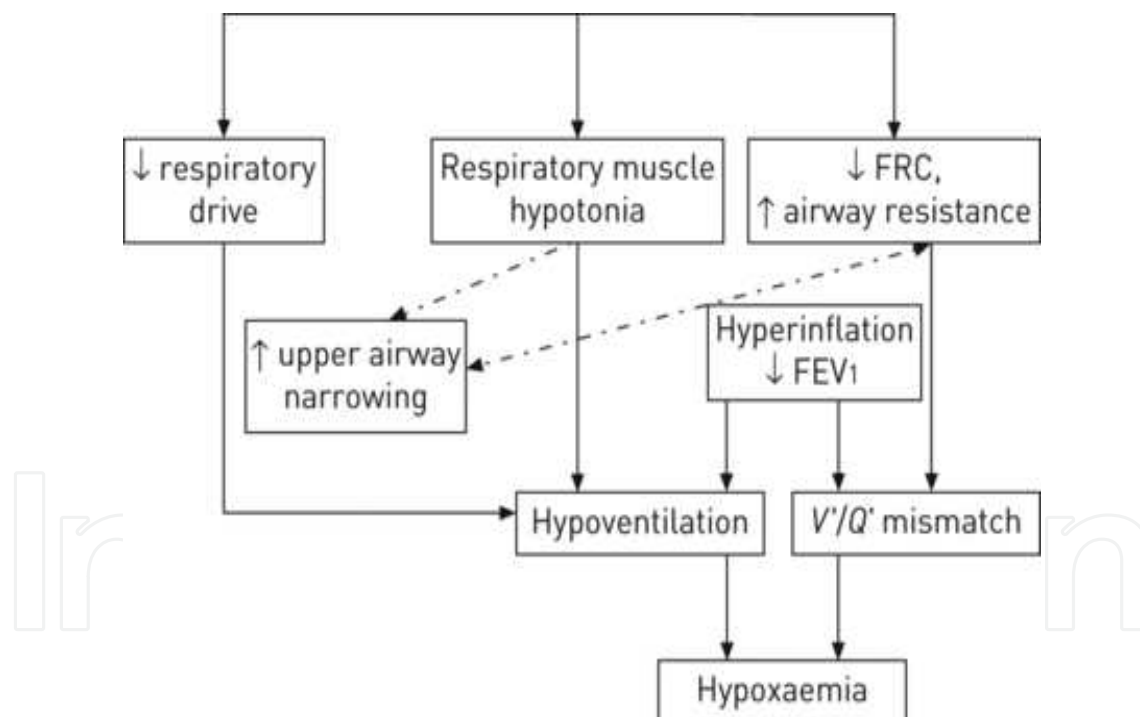 ↓ respiratory
drive
Respiratory muscle
hypotonia
↓ FRC,
↑ airway resistance
↑ upper airway
narrowing
Hyperinflation
↓ FEV1
Hypoventilation
V'/Q' mismatch
Hypoxaemia